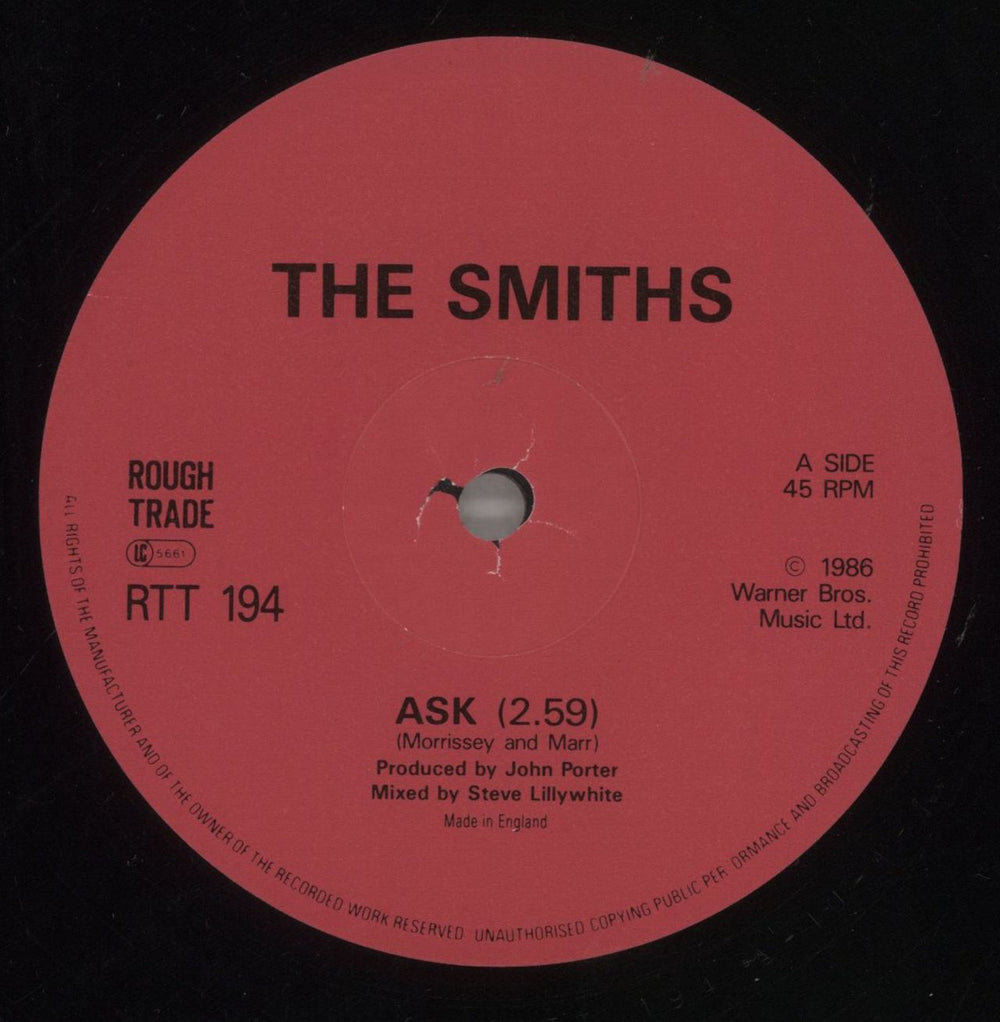 THE SMITHS
ROUGH
TRADE
LC 5661
RTT 194
A SIDE
45 RPM
© 1986
Warner Bros.
Music Ltd.
ASK (2.59)
(Morrissey and Marr)
Produced by John Porter
Mixed by Steve Lillywhite
Made in England
ALL RIGHTS OF THE MANUFACTURER AND OF THE OWNER OF THE RECORDED WORK RESERVED. UNAUTHORISED COPYING PUBLIC PER ORMANCE AND BROADCASTING OF THIS RECORD PROHIBITED